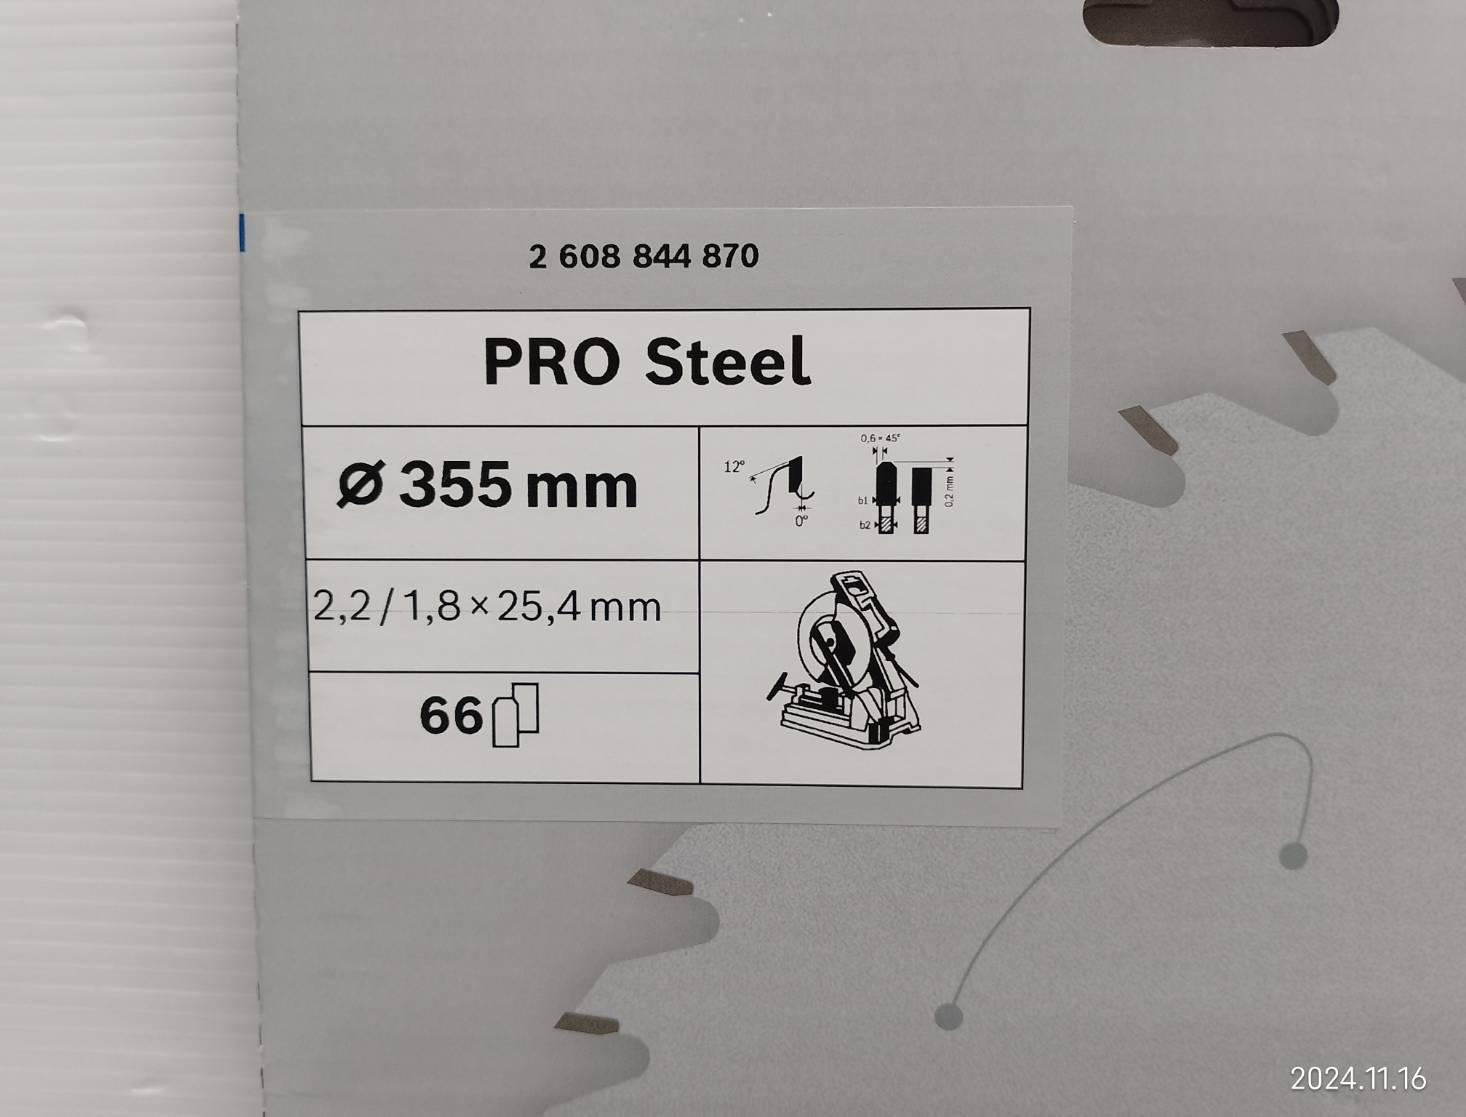 2 608 844 870
PRO Steel
Ø 355 mm
12°
0°
0,6 × 45°
b1
b2
0,2 mm
2,2 / 1,8 × 25,4 mm
66
2024.11.16